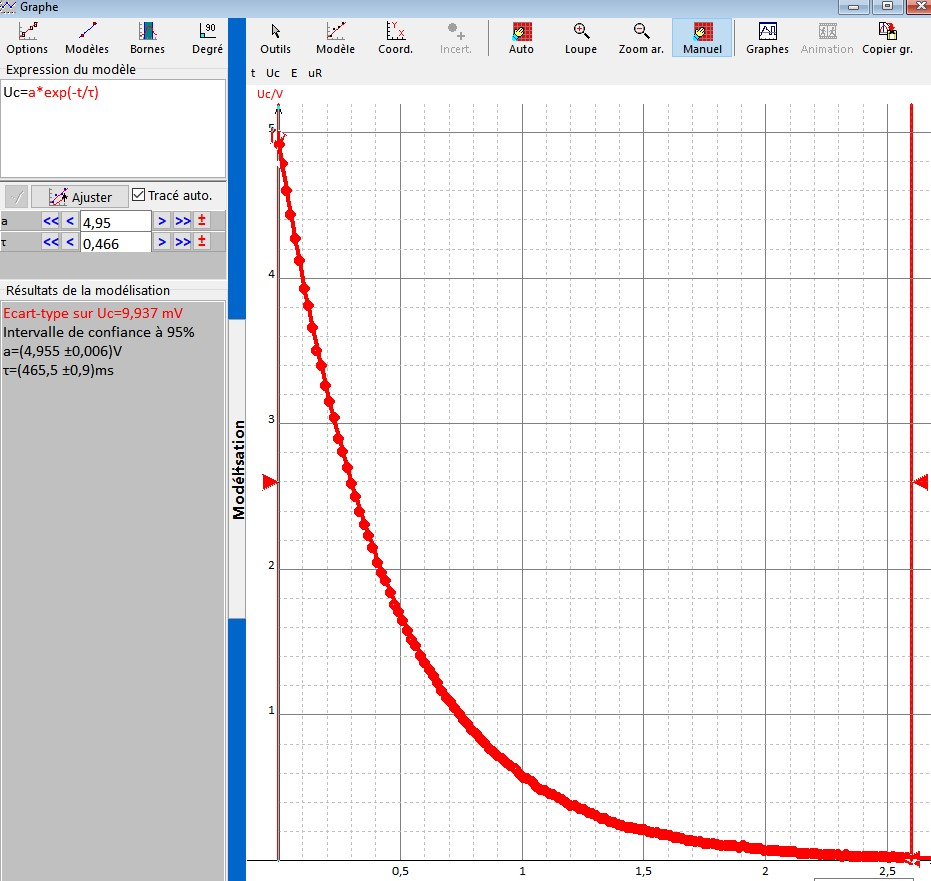 Graphe
Options Modèles Bornes Degré Outils Modèle Coord. Incert. Auto Loupe Zoom ar. Manuel Graphes Animation Copier gr.
Expression du modèle
t Uc E uR
Uc=a*exp(-t/τ)
Uc/V
Ajuster Tracé auto.
a << < 4,95 > >> ±
τ << < 0,466 > >> ±
Résultats de la modélisation
Ecart-type sur Uc=9,937 mV
Intervalle de confiance à 95%
a=(4,955 ±0,006)V
τ=(465,5 ±0,9)ms
Modélisation
5
4
3
2
1
0,5 1 1,5 2 2,5